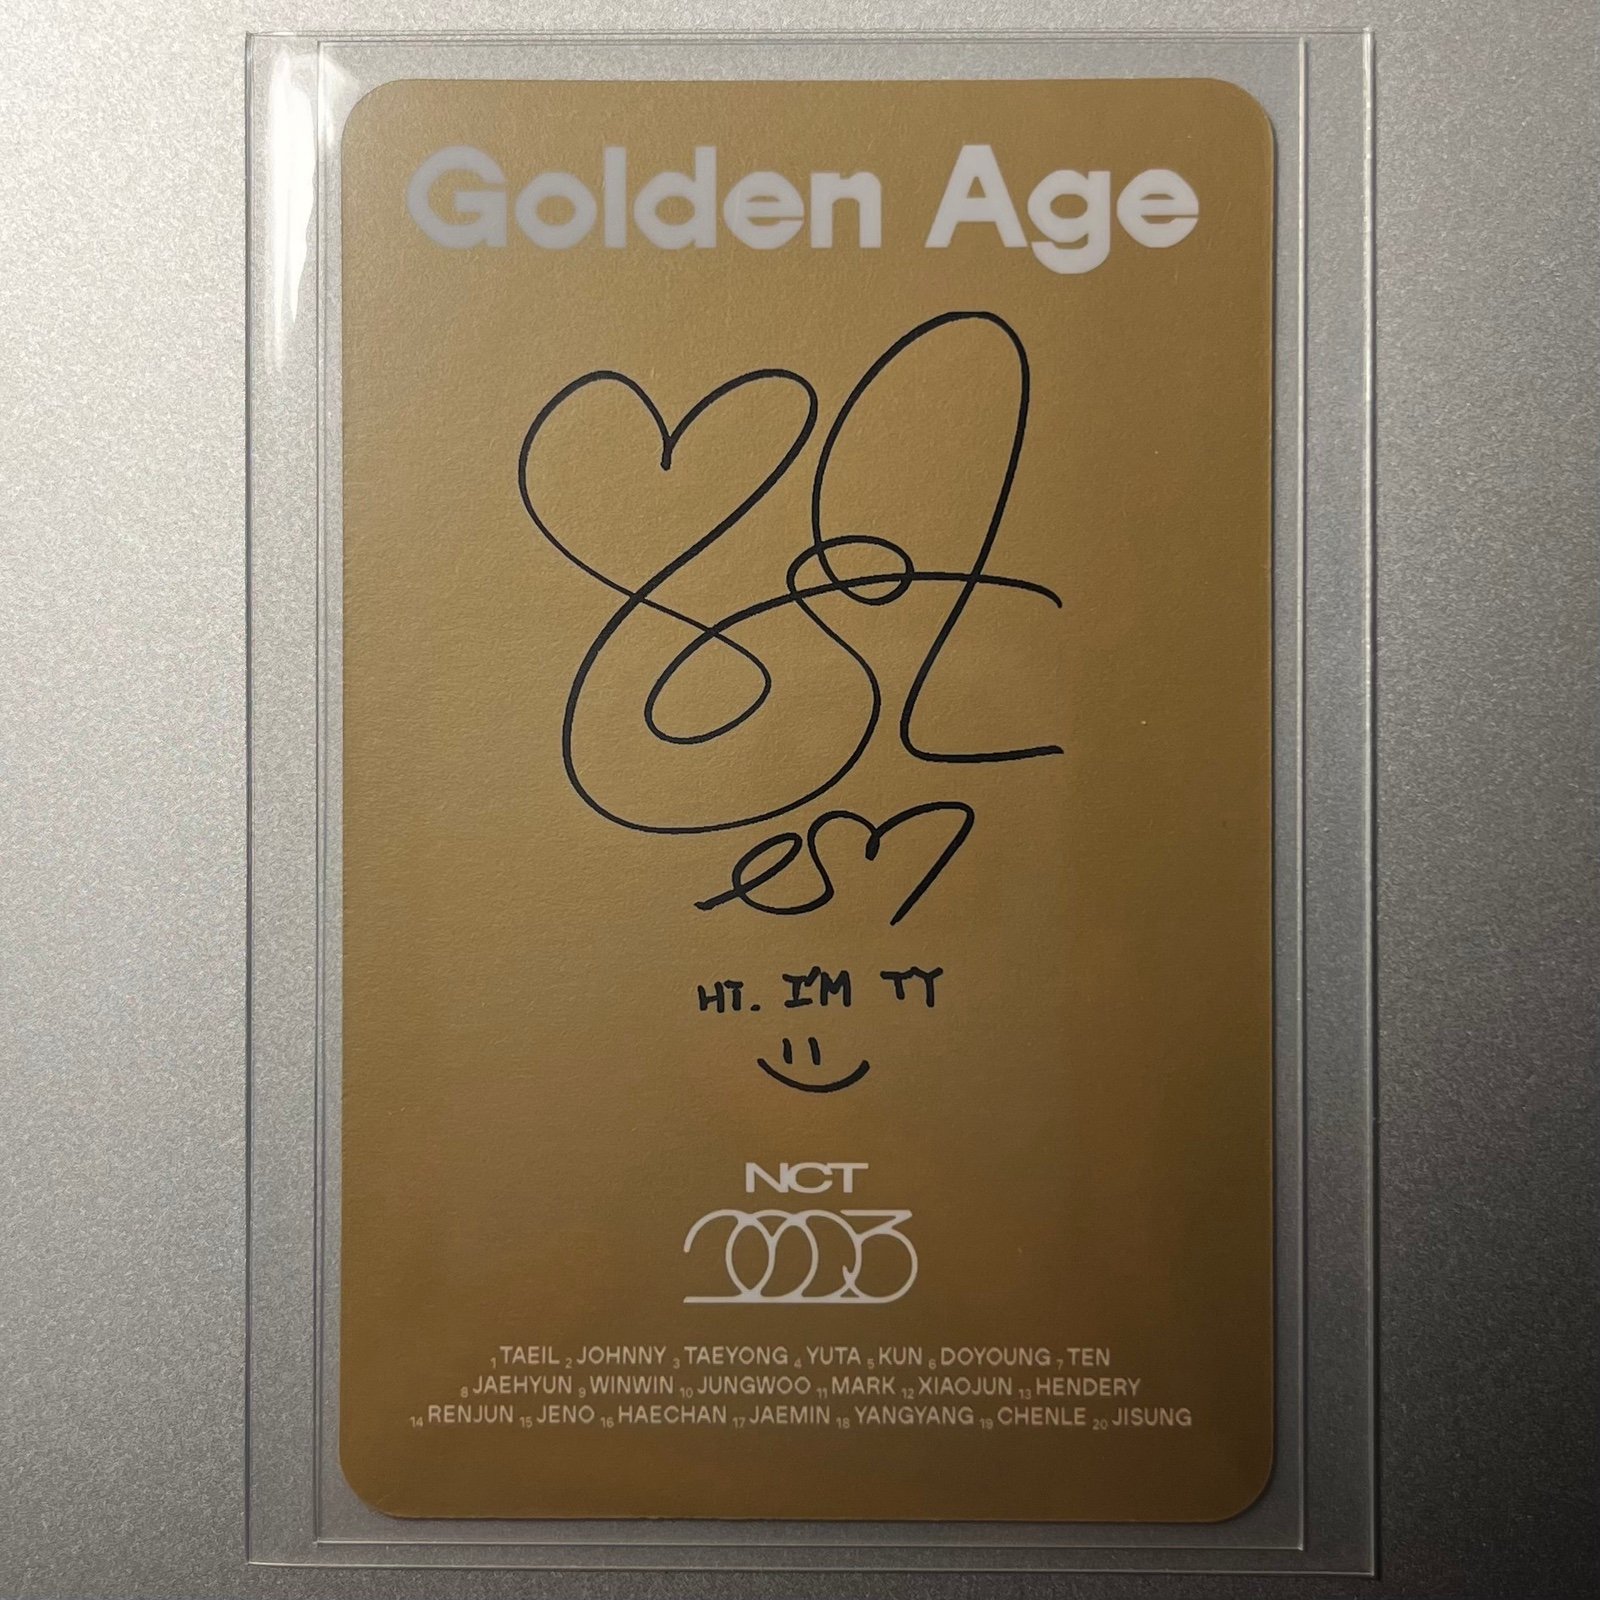 Golden Age
HI. I'M TY
NCT
2023
1 TAEIL 2 JOHNNY 3 TAEYONG 4 YUTA 5 KUN 6 DOYOUNG 7 TEN
8 JAEHYUN 9 WINWIN 10 JUNGWOO 11 MARK 12 XIAOJUN 13 HENDERY
14 RENJUN 15 JENO 16 HAECHAN 17 JAEMIN 18 YANGYANG 19 CHENLE 20 JISUNG